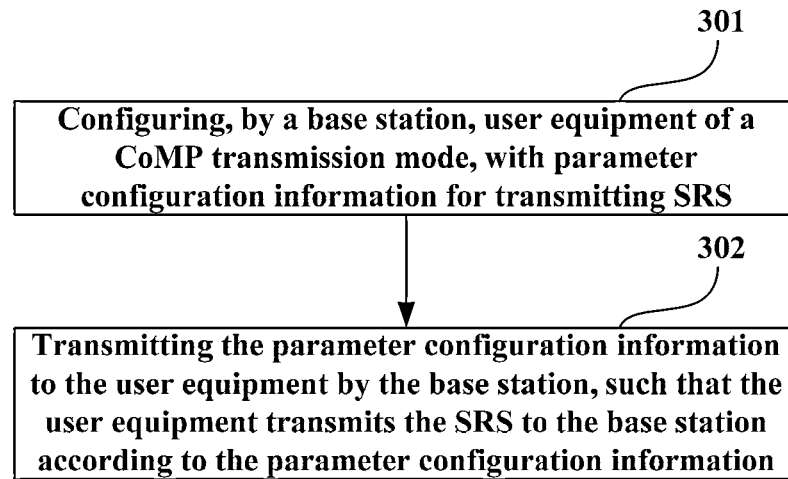 301
Configuring, by a base station, user equipment of a
CoMP transmission mode, with parameter
configuration information for transmitting SRS
302
Transmitting the parameter configuration information
to the user equipment by the base station, such that the
user equipment transmits the SRS to the base station
according to the parameter configuration information